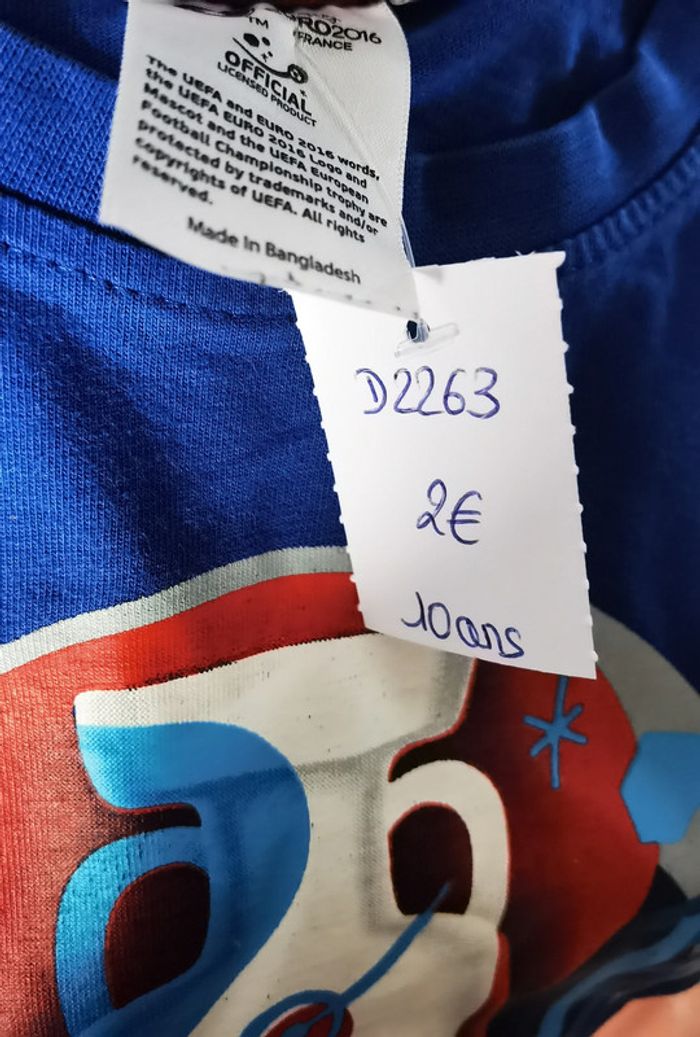 RO2016
TM FRANCE
OFFICIAL
LICENSED PRODUCT
The UEFA and EURO 2016 words,
the UEFA EURO 2016 Logo and
Mascot and the UEFA European
Football Championship trophy are
protected by trademarks and/or
copyrights of UEFA. All rights
reserved.
Made In Bangladesh
D2263
2€
10ans